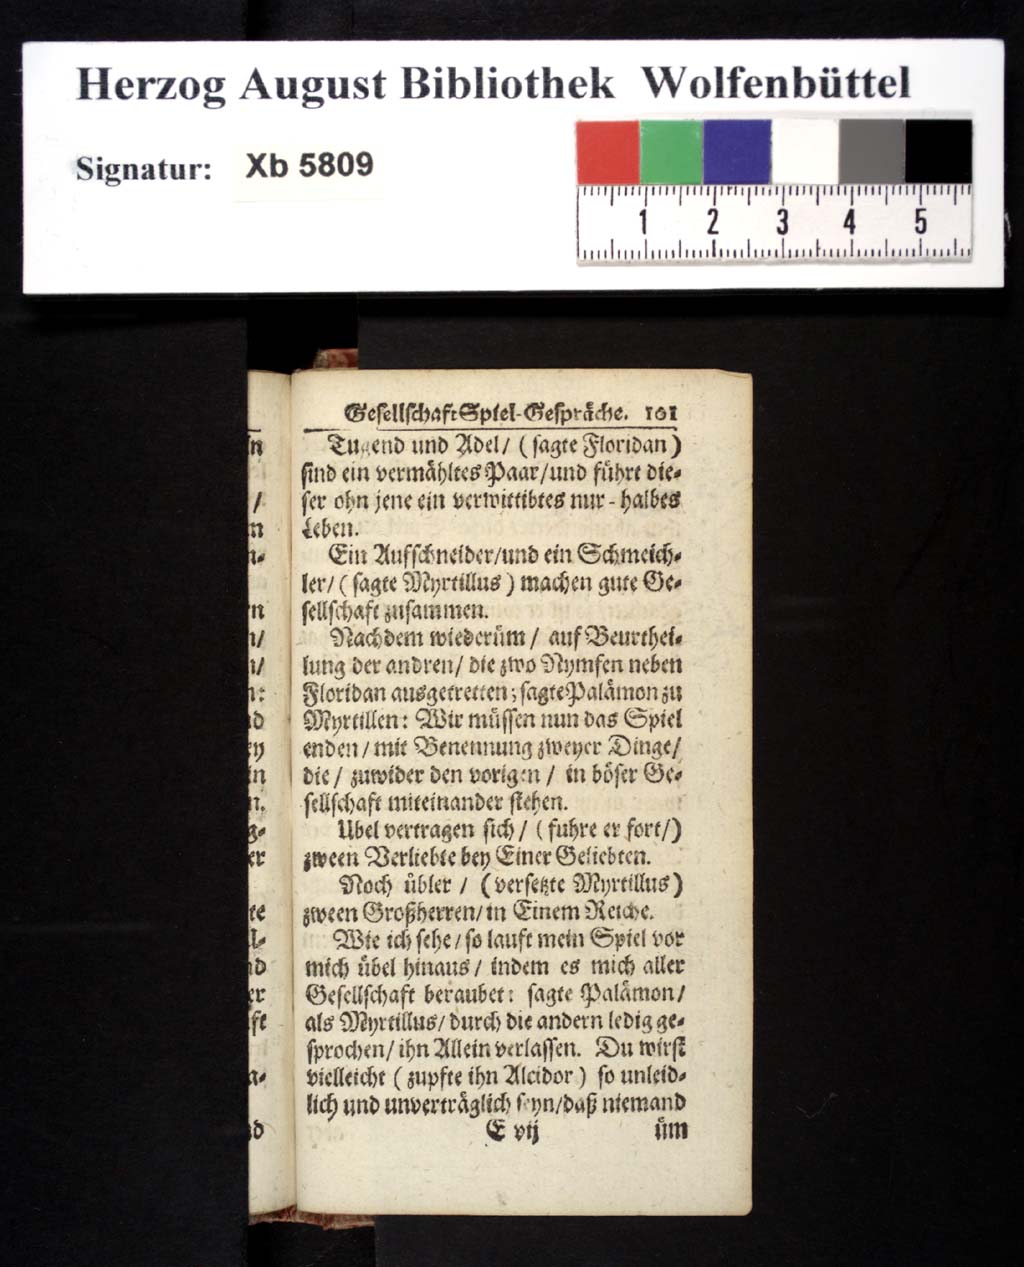 Herzog August Bibliothek Wolfenbüttel
Signatur: Xb 5809
1 2 3 4 5
Gesellschaft Spiel-Gespräche. 101
Tugend und Adel/ (sagte Floridan)
sind ein vermähltes Paar/und führt die-
ser ohn jene ein verwittibtes nur-halbes
Leben.
Ein Aufschneider/und ein Schmeich-
ler/ (sagte Myrtillus) machen gute Ge-
sellschaft zusammen.
Nachdem wiederüm/ auf Beurthei-
lung der andren/ die zwo Nymfen neben
Floridan ausgetretten; sagte Palämon zu
Myrtillen: Wir müssen nun das Spiel
enden/ mit Benennung zweyer Dinge/
die/ zuwider den vorigen/ in böser Ge-
sellschaft miteinander stehen.
Ubel vertragen sich/ (fuhre er fort/)
zween Verliebte bey Einer Geliebten.
Noch übler/ (versetzte Myrtillus)
zween Großherren/in Einem Reiche.
Wie ich sehe/ so lauft mein Spiel vor
mich übel hinaus/ indem es mich aller
Gesellschaft beraubet: sagte Palämon/
als Myrtillus/ durch die andern ledig ge-
sprochen/ ihn Allein verlassen. Du wirst
vielleicht (zupfte ihn Alcidor) so unleid-
lich und unverträglich seyn/daß niemand
E vij üm